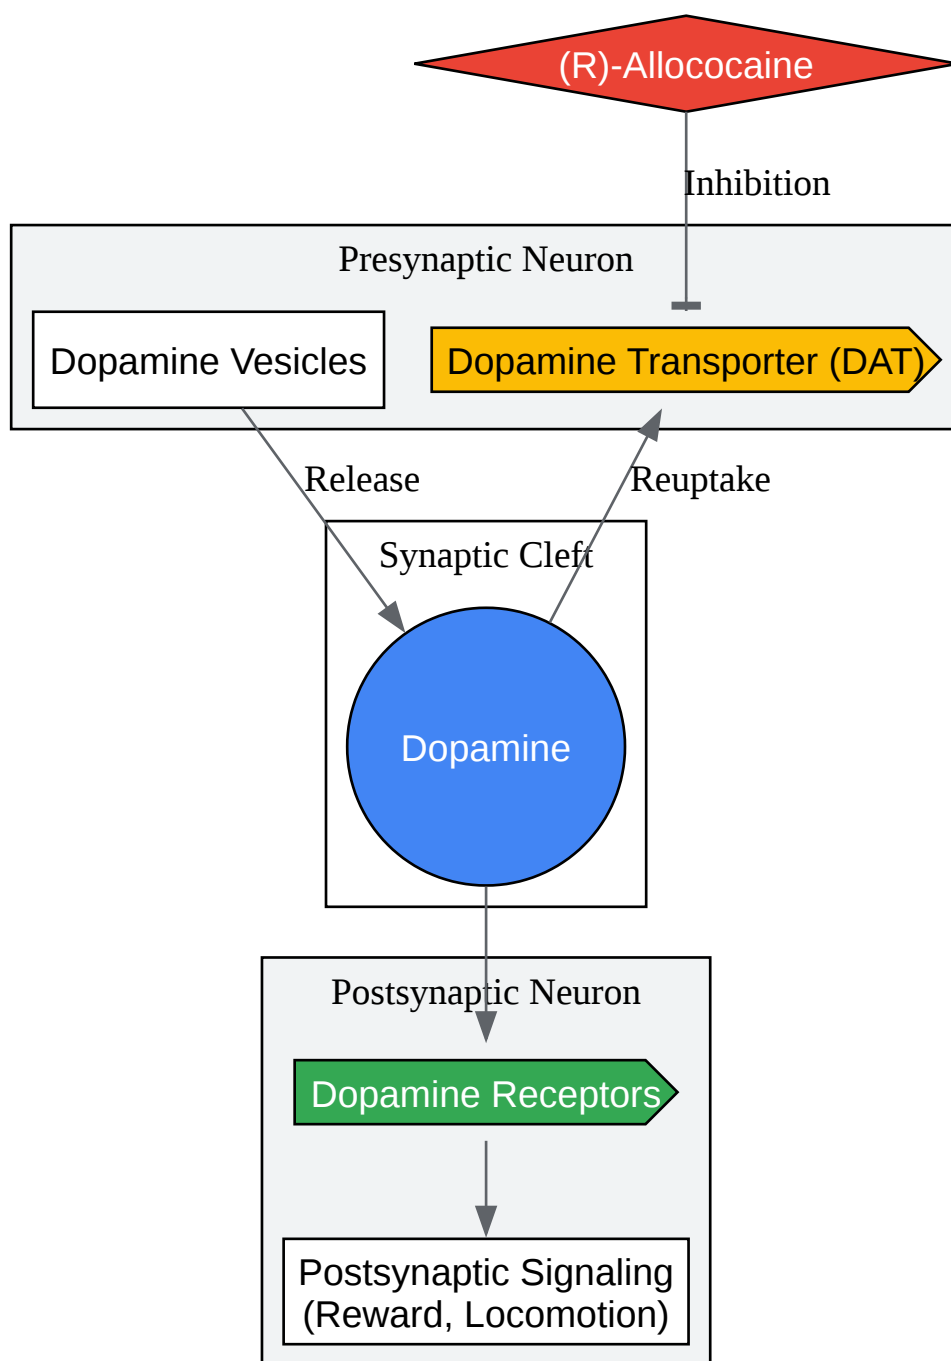 (R)-Allococaine
Inhibition
Presynaptic Neuron
Dopamine Vesicles
Dopamine Transporter (DAT)
Release
Reuptake
Synaptic Cleft
Dopamine
Postsynaptic Neuron
Dopamine Receptors
Postsynaptic Signaling
(Reward, Locomotion)